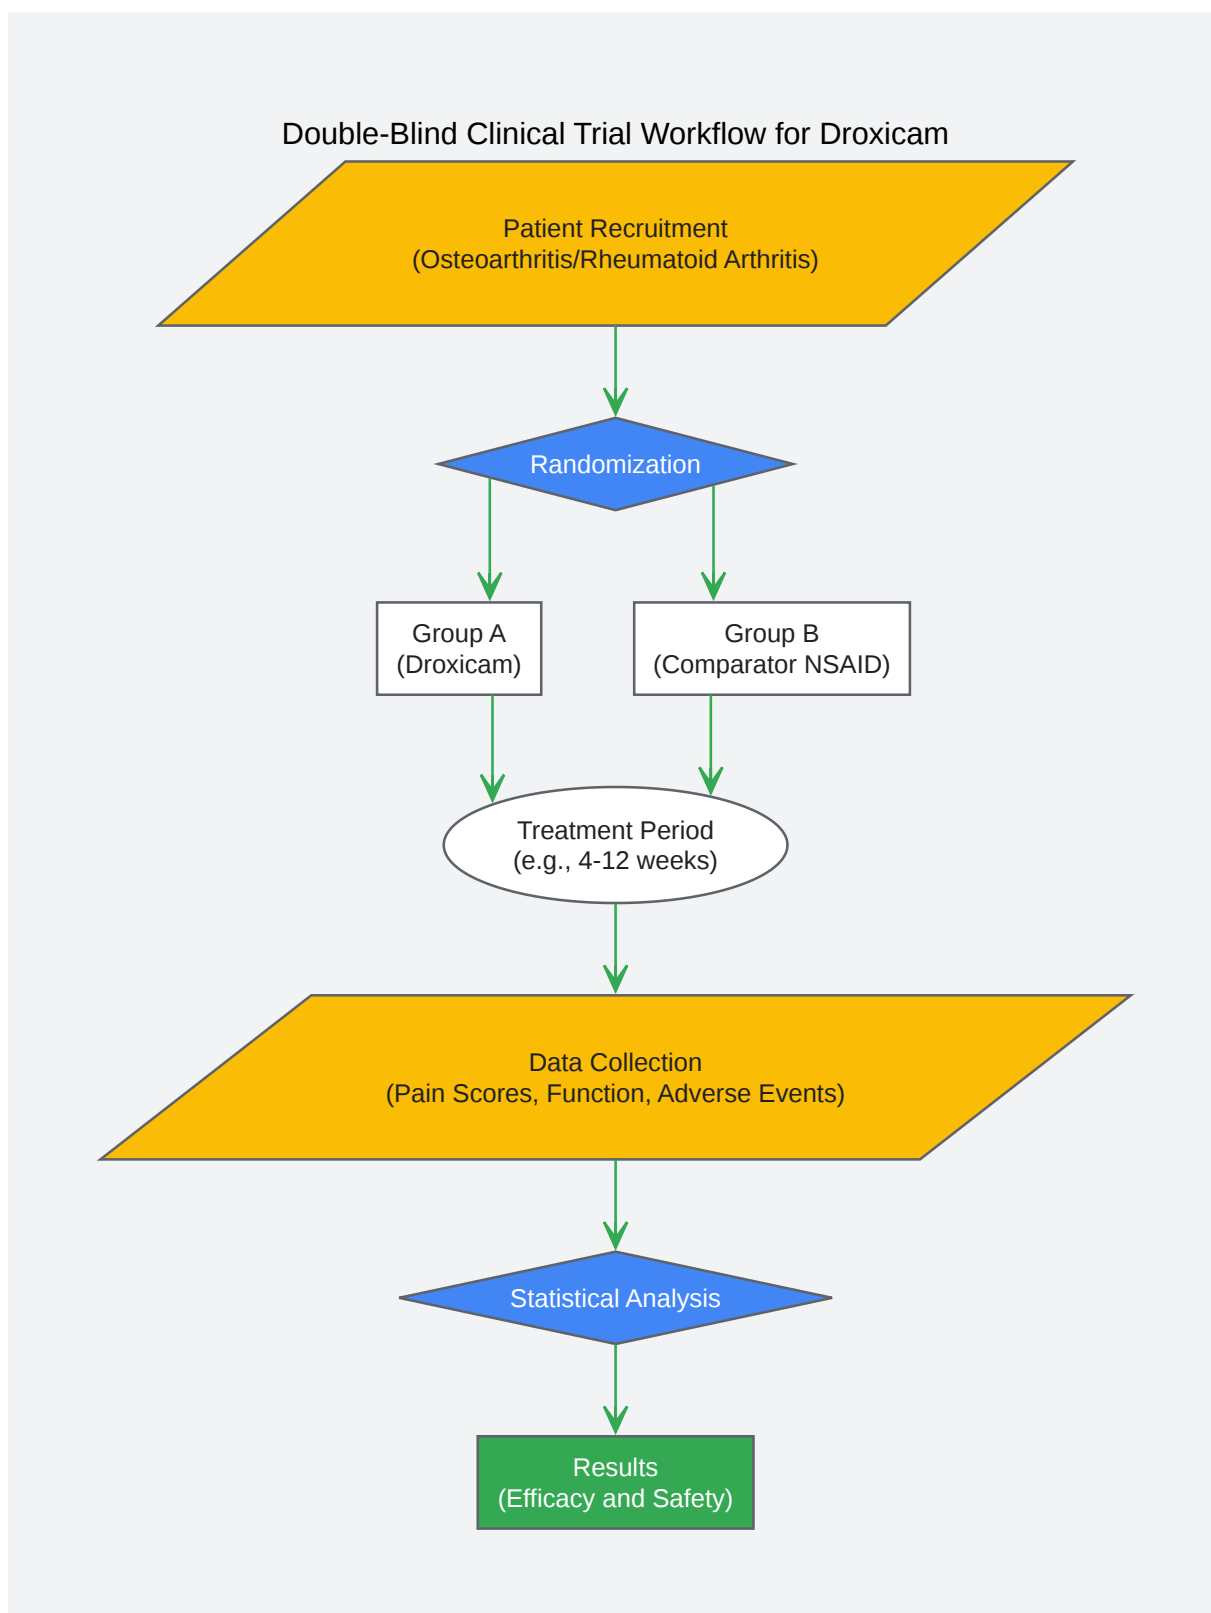 Double-Blind Clinical Trial Workflow for Droxicam
Patient Recruitment
(Osteoarthritis/Rheumatoid Arthritis)
Randomization
Group A
(Droxicam)
Group B
(Comparator NSAID)
Treatment Period
(e.g., 4-12 weeks)
Data Collection
(Pain Scores, Function, Adverse Events)
Statistical Analysis
Results
(Efficacy and Safety)